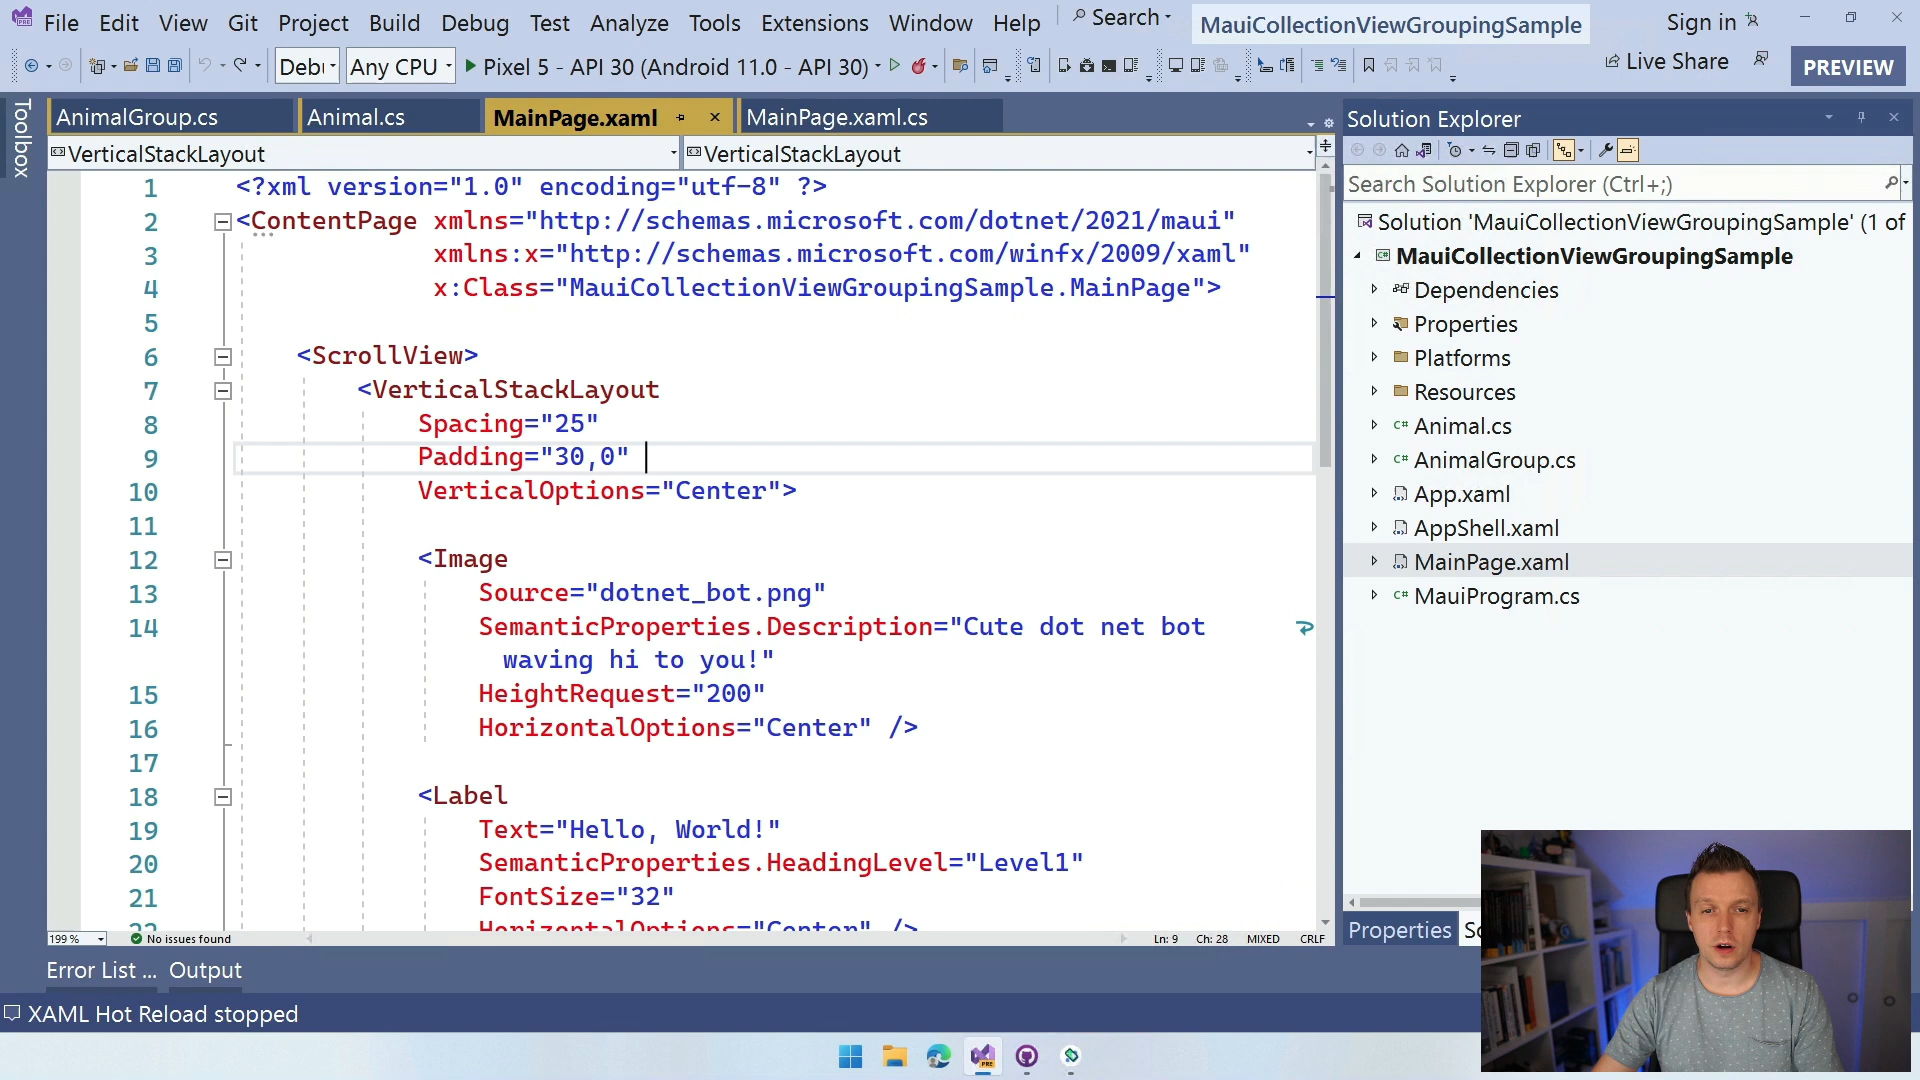 File Edit View Git Project Build Debug Test Analyze Tools Extensions Window Help Search MauiCollectionViewGroupingSample Sign in
Any CPU Pixel 5 - API 30 (Android 11.0 - API 30) Live Share PREVIEW
Toolbox
AnimalGroup.cs Animal.cs MainPage.xaml MainPage.xaml.cs
VerticalStackLayout VerticalStackLayout
1 <?xml version="1.0" encoding="utf-8" ?>
2 <ContentPage xmlns="http://schemas.microsoft.com/dotnet/2021/maui"
3 xmlns:x="http://schemas.microsoft.com/winfx/2009/xaml"
4 x:Class="MauiCollectionViewGroupingSample.MainPage">
5
6 <ScrollView>
7 <VerticalStackLayout
8 Spacing="25"
9 Padding="30,0"
10 VerticalOptions="Center">
11
12 <Image
13 Source="dotnet_bot.png"
14 SemanticProperties.Description="Cute dot net bot
waving hi to you!"
15 HeightRequest="200"
16 HorizontalOptions="Center" />
17
18 <Label
19 Text="Hello, World!"
20 SemanticProperties.HeadingLevel="Level1"
21 FontSize="32"
22 HorizontalOptions="Center" />
199 % No issues found Ln: 9 Ch: 28 MIXED CRLF
Error List ... Output
XAML Hot Reload stopped
Solution Explorer
Search Solution Explorer (Ctrl+;)
Solution 'MauiCollectionViewGroupingSample' (1 of
MauiCollectionViewGroupingSample
Dependencies
Properties
Platforms
Resources
Animal.cs
AnimalGroup.cs
App.xaml
AppShell.xaml
MainPage.xaml
MauiProgram.cs
Properties